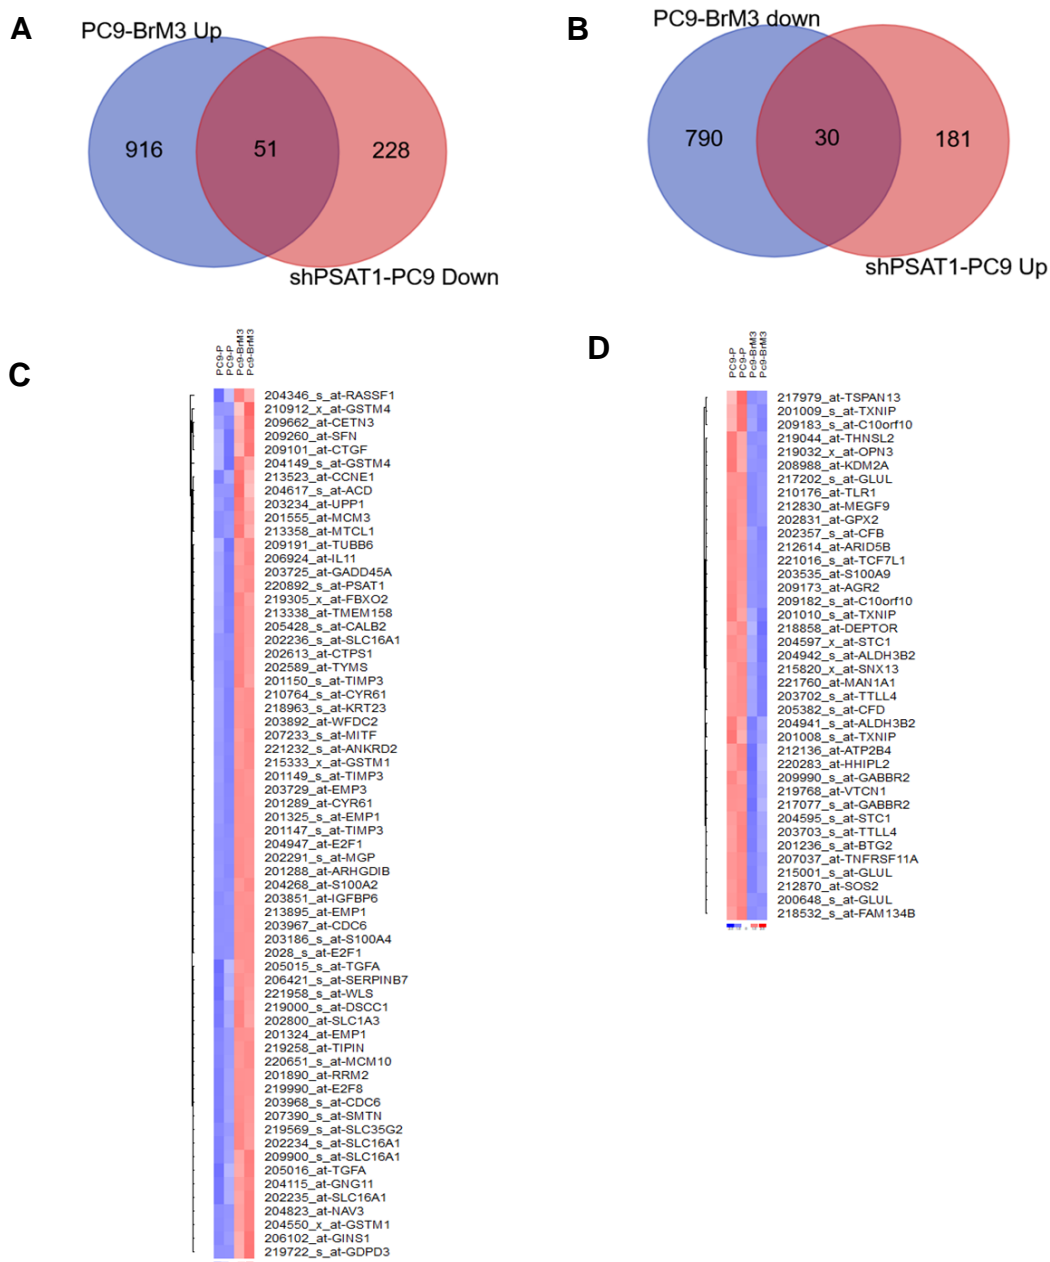 A
PC9-BrM3 Up
916
51
228
shPSAT1-PC9 Down
B
PC9-BrM3 down
790
30
181
shPSAT1-PC9 Up
C
PC9-P
PC9-P
Pc9-BrM3
Pc9-BrM3
204346_s_at-RASSF1
210912_x_at-GSTM4
209662_at-CETN3
209260_at-SFN
209101_at-CTGF
204149_s_at-GSTM4
213523_at-CCNE1
204617_s_at-ACD
203234_at-UPP1
201555_at-MCM3
213358_at-MTCL1
209191_at-TUBB6
206924_at-IL11
203725_at-GADD45A
220892_s_at-PSAT1
219305_x_at-FBXO2
213338_at-TMEM158
205428_s_at-CALB2
202236_s_at-SLC16A1
202613_at-CTPS1
202589_at-TYMS
201150_s_at-TIMP3
210764_s_at-CYR61
218963_s_at-KRT23
203892_at-WFDC2
207233_s_at-MITF
221232_s_at-ANKRD2
215333_x_at-GSTM1
201149_s_at-TIMP3
203729_at-EMP3
201289_at-CYR61
201325_s_at-EMP1
201147_s_at-TIMP3
204947_at-E2F1
202291_s_at-MGP
201288_at-ARHGDIB
204268_at-S100A2
203851_at-IGFBP6
213895_at-EMP1
203967_at-CDC6
203186_s_at-S100A4
2028_s_at-E2F1
205015_s_at-TGFA
206421_s_at-SERPINB7
221958_s_at-WLS
219000_s_at-DSCC1
202800_at-SLC1A3
201324_at-EMP1
219258_at-TIPIN
220651_s_at-MCM10
201890_at-RRM2
219990_at-E2F8
203968_s_at-CDC6
207390_s_at-SMTN
219569_s_at-SLC35G2
202234_s_at-SLC16A1
209900_s_at-SLC16A1
205016_at-TGFA
204115_at-GNG11
202235_at-SLC16A1
204823_at-NAV3
204550_x_at-GSTM1
206102_at-GINS1
219722_s_at-GDPD3
D
PC9-P
PC9-P
Pc9-BrM3
Pc9-BrM3
217979_at-TSPAN13
201009_s_at-TXNIP
209183_s_at-C10orf10
219044_at-THNSL2
219032_x_at-OPN3
208988_at-KDM2A
217202_s_at-GLUL
210176_at-TLR1
212830_at-MEGF9
202831_at-GPX2
202357_s_at-CFB
212614_at-ARID5B
221016_s_at-TCF7L1
203535_at-S100A9
209173_at-AGR2
209182_s_at-C10orf10
201010_s_at-TXNIP
218858_at-DEPTOR
204597_x_at-STC1
204942_s_at-ALDH3B2
215820_x_at-SNX13
221760_at-MAN1A1
203702_s_at-TTLL4
205382_s_at-CFD
204941_s_at-ALDH3B2
201008_s_at-TXNIP
212136_at-ATP2B4
220283_at-HHIPL2
209990_s_at-GABBR2
219768_at-VTCN1
217077_s_at-GABBR2
204595_s_at-STC1
203703_s_at-TTLL4
201236_s_at-BTG2
207037_at-TNFRSF11A
215001_s_at-GLUL
212870_at-SOS2
200648_s_at-GLUL
218532_s_at-FAM134B